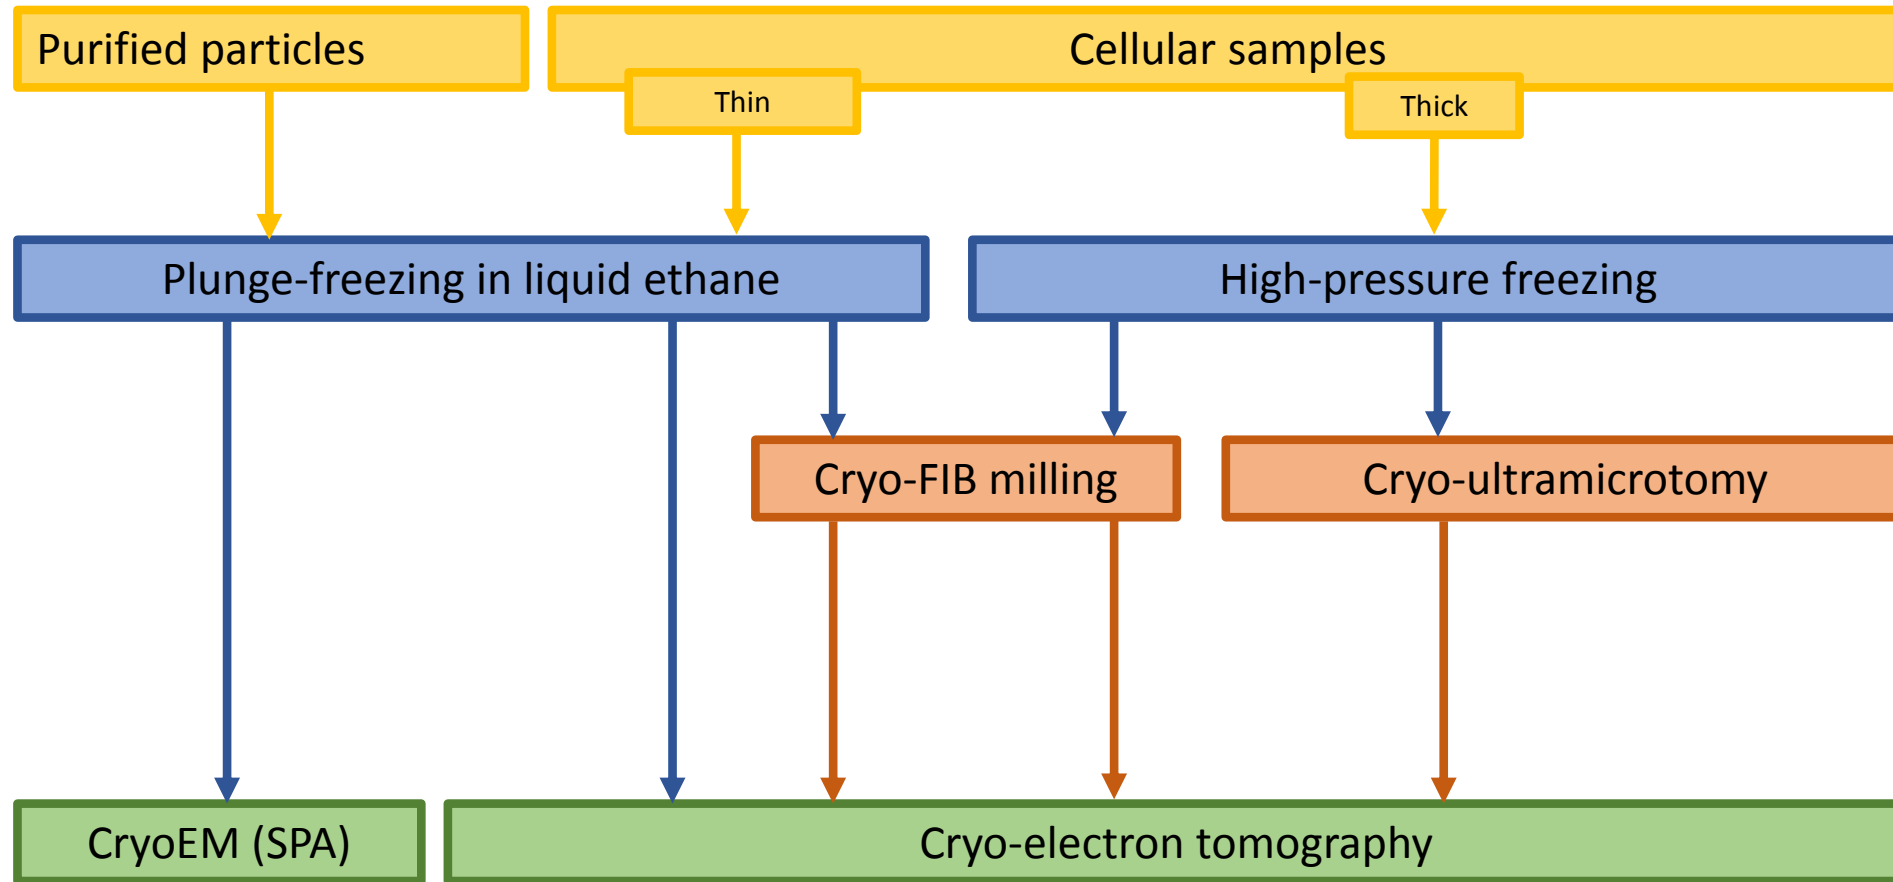 Purified particles
Cellular samples
Thin
Thick
Plunge-freezing in liquid ethane
High-pressure freezing
Cryo-FIB milling
Cryo-ultramicrotomy
CryoEM (SPA)
Cryo-electron tomography